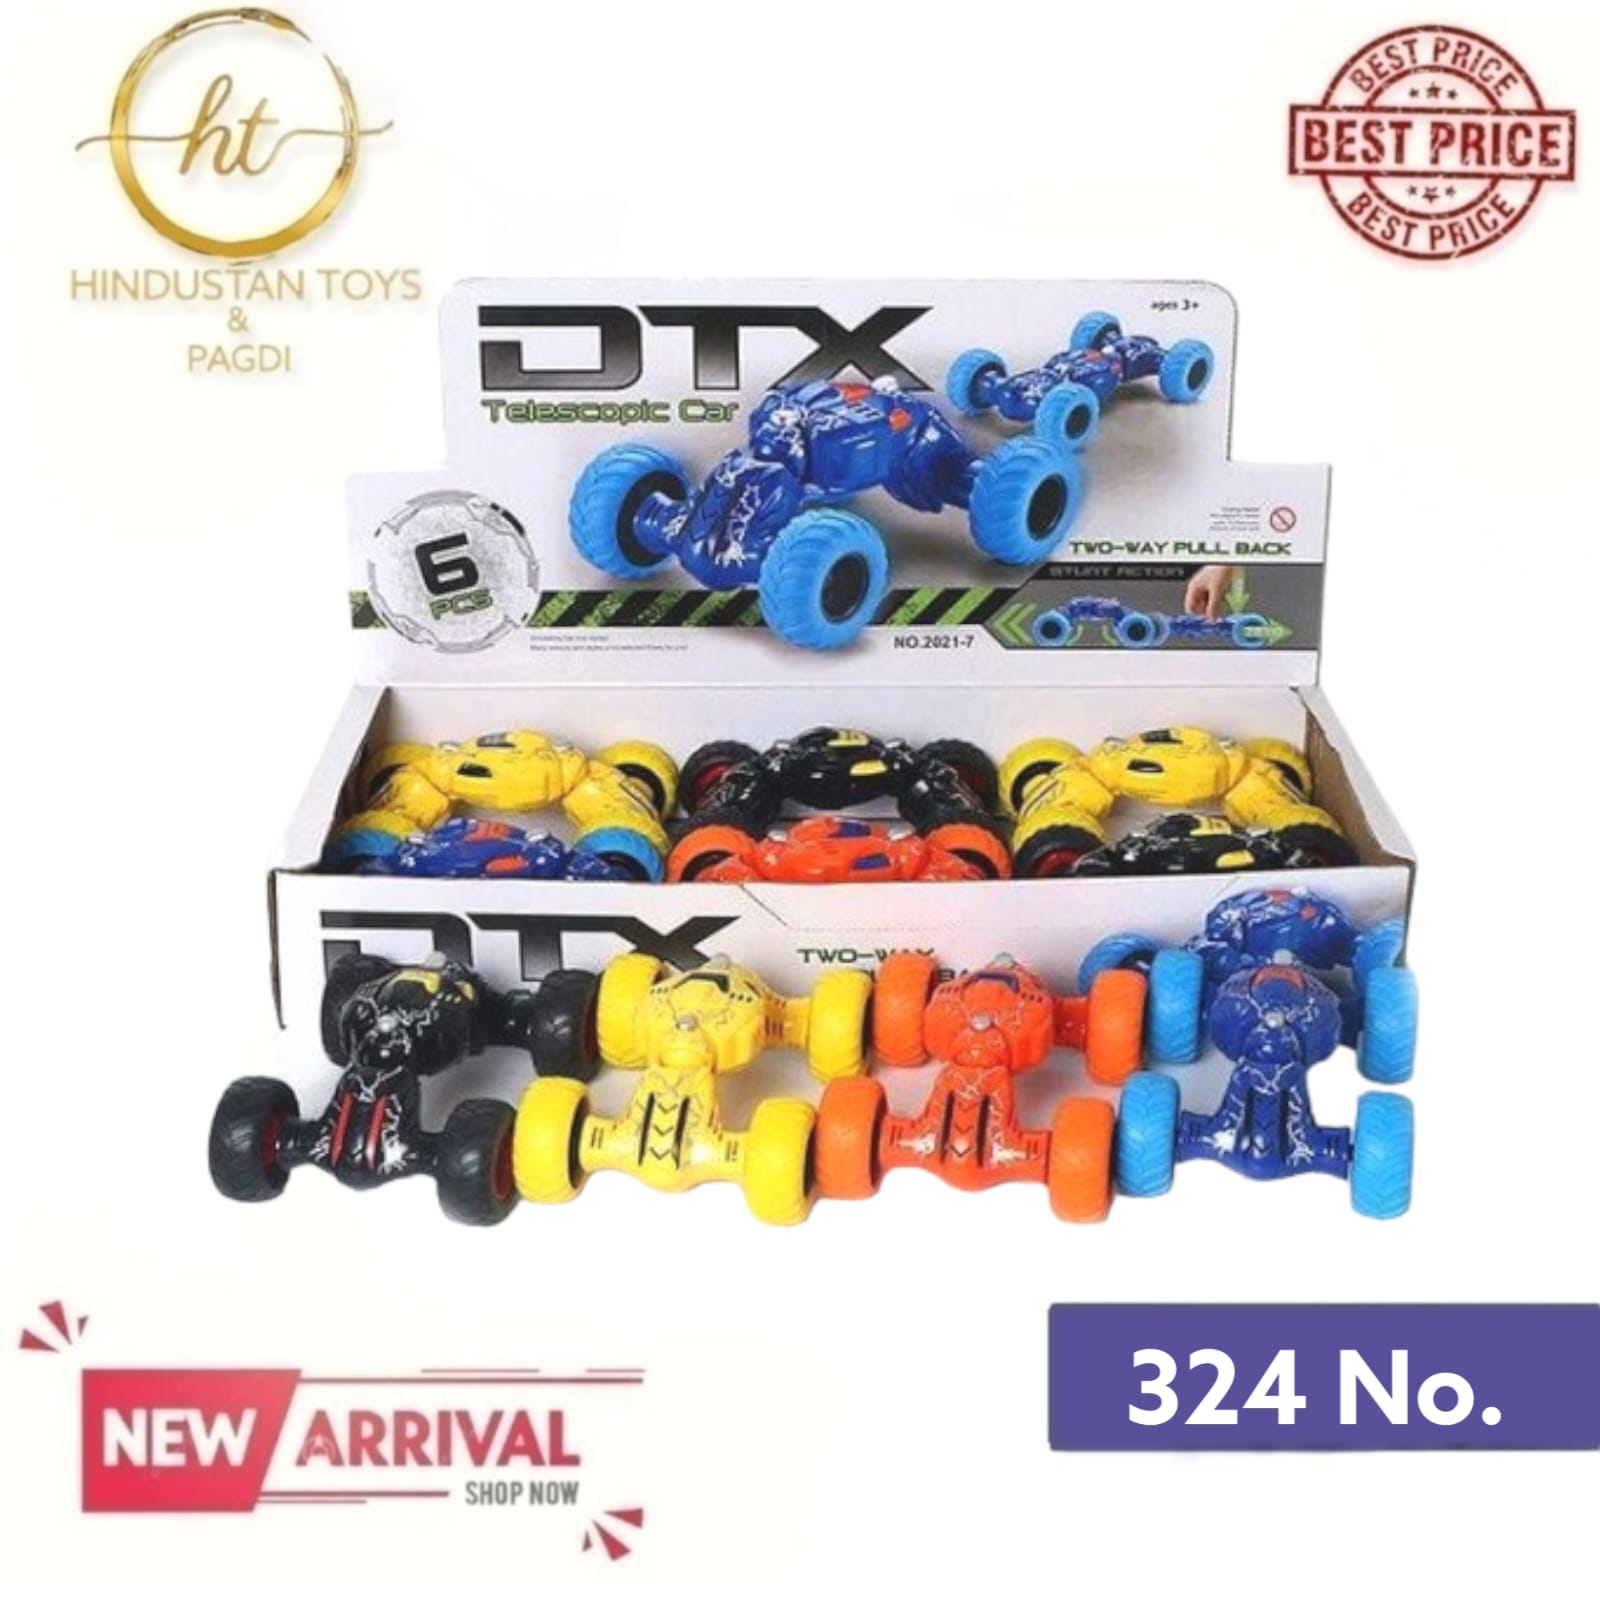 ht
HINDUSTAN TOYS
&
PAGDI
BEST PRICE
BEST PRICE
BEST PRICE
DTX
Telescopic Car
ages 3+
6
PCS
TWO-WAY PULL BACK
STUNT ACTION
NO.2021-7
DTX
TWO-WAY
NEW ARRIVAL
SHOP NOW
324 No.